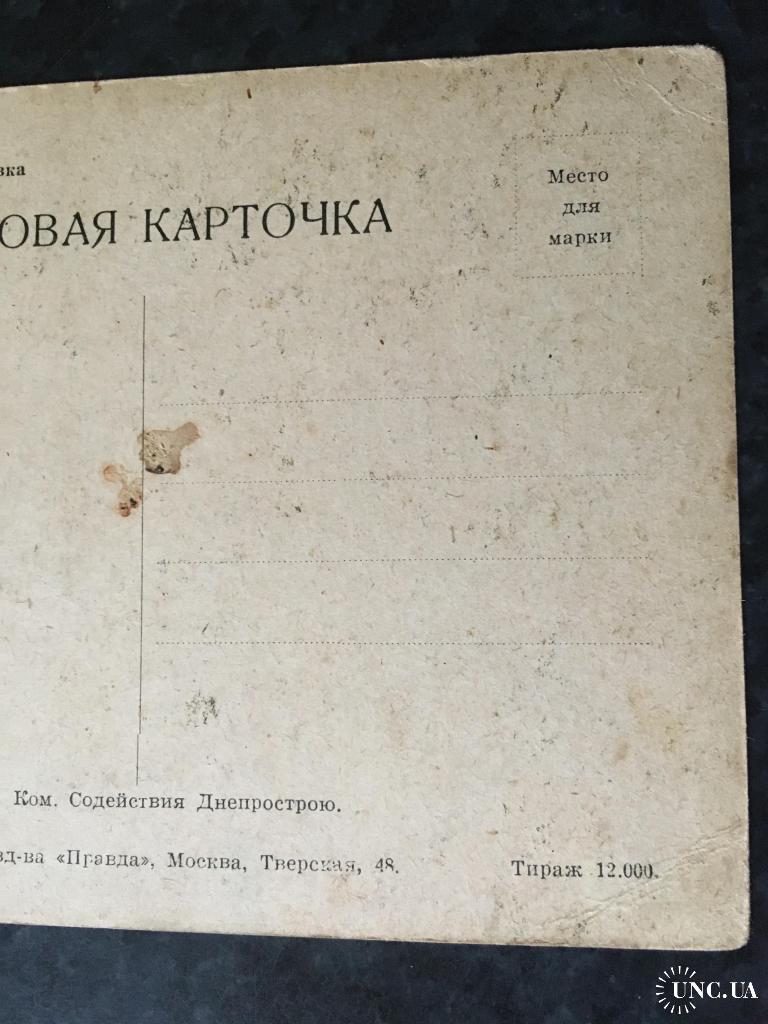 вка
ОВАЯ КАРТОЧКА
Место
для
марки
Ком. Содействия Днепрострою.
зд-ва «Правда», Москва, Тверская, 48.
Тираж 12.000.
UNC.UA